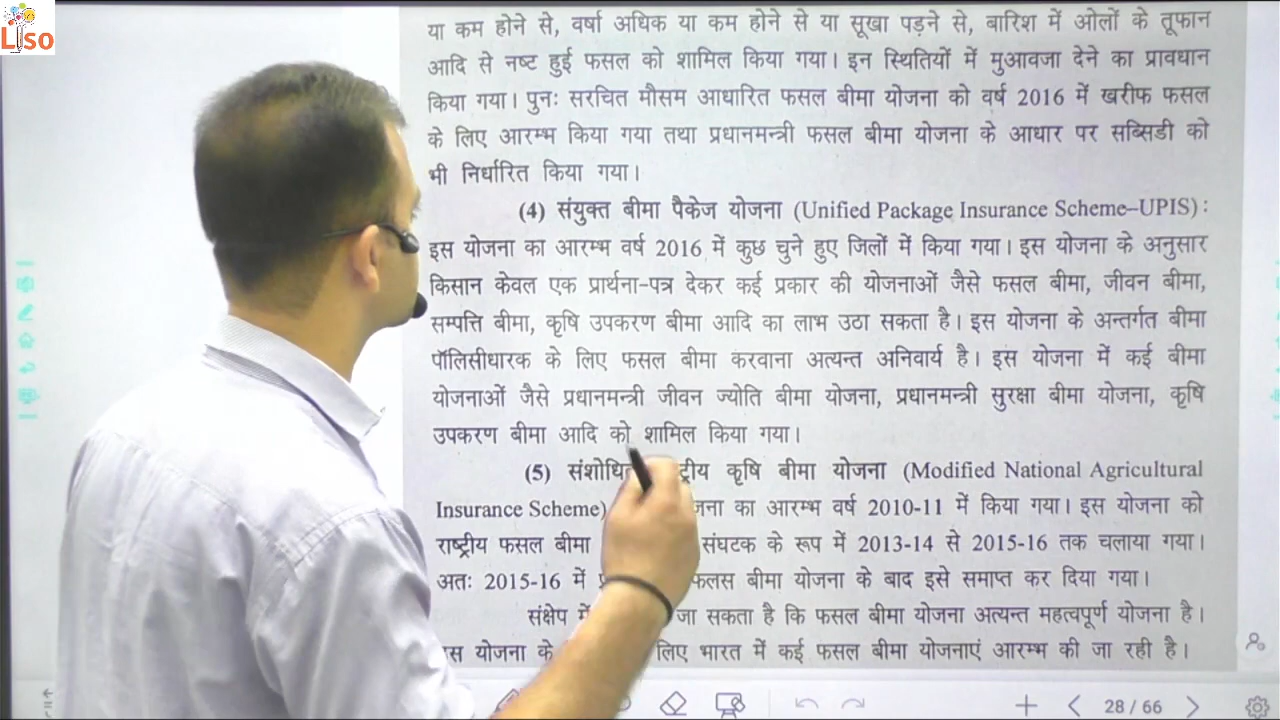 Liso
या कम होने से, वर्षा अधिक या कम होने से या सूखा पड़ने से, बारिश में ओलों के तूफान
आदि से नष्ट हुई फसल को शामिल किया गया। इन स्थितियों में मुआवजा देने का प्रावधान
किया गया। पुनः सरचित मौसम आधारित फसल बीमा योजना को वर्ष 2016 में खरीफ फसल
के लिए आरम्भ किया गया तथा प्रधानमन्त्री फसल बीमा योजना के आधार पर सब्सिडी को
भी निर्धारित किया गया।
(4) संयुक्त बीमा पैकेज योजना (Unified Package Insurance Scheme–UPIS) :
इस योजना का आरम्भ वर्ष 2016 में कुछ चुने हुए जिलों में किया गया। इस योजना के अनुसार
किसान केवल एक प्रार्थना-पत्र देकर कई प्रकार की योजनाओं जैसे फसल बीमा, जीवन बीमा,
सम्पत्ति बीमा, कृषि उपकरण बीमा आदि का लाभ उठा सकता है। इस योजना के अन्तर्गत बीमा
पॉलिसीधारक के लिए फसल बीमा करवाना अत्यन्त अनिवार्य है। इस योजना में कई बीमा
योजनाओं जैसे प्रधानमन्त्री जीवन ज्योति बीमा योजना, प्रधानमन्त्री सुरक्षा बीमा योजना, कृषि
उपकरण बीमा आदि को शामिल किया गया।
(5) कृषि बीमा योजना (Modified National Agricultural
Insurance Scheme) का आरम्भ वर्ष 2010-11 में किया गया। इस योजना को
राष्ट्रीय फसल बीमा संघटक के रूप में 2013-14 से 2015-16 तक चलाया गया।
अतः 2015-16 में बीमा योजना के बाद इसे समाप्त कर दिया गया।
संक्षेप में जा सकता है कि फसल बीमा योजना अत्यन्त महत्वपूर्ण योजना है।
योजना के लिए भारत में कई फसल बीमा योजनाएं आरम्भ की जा रही है।
28 / 66